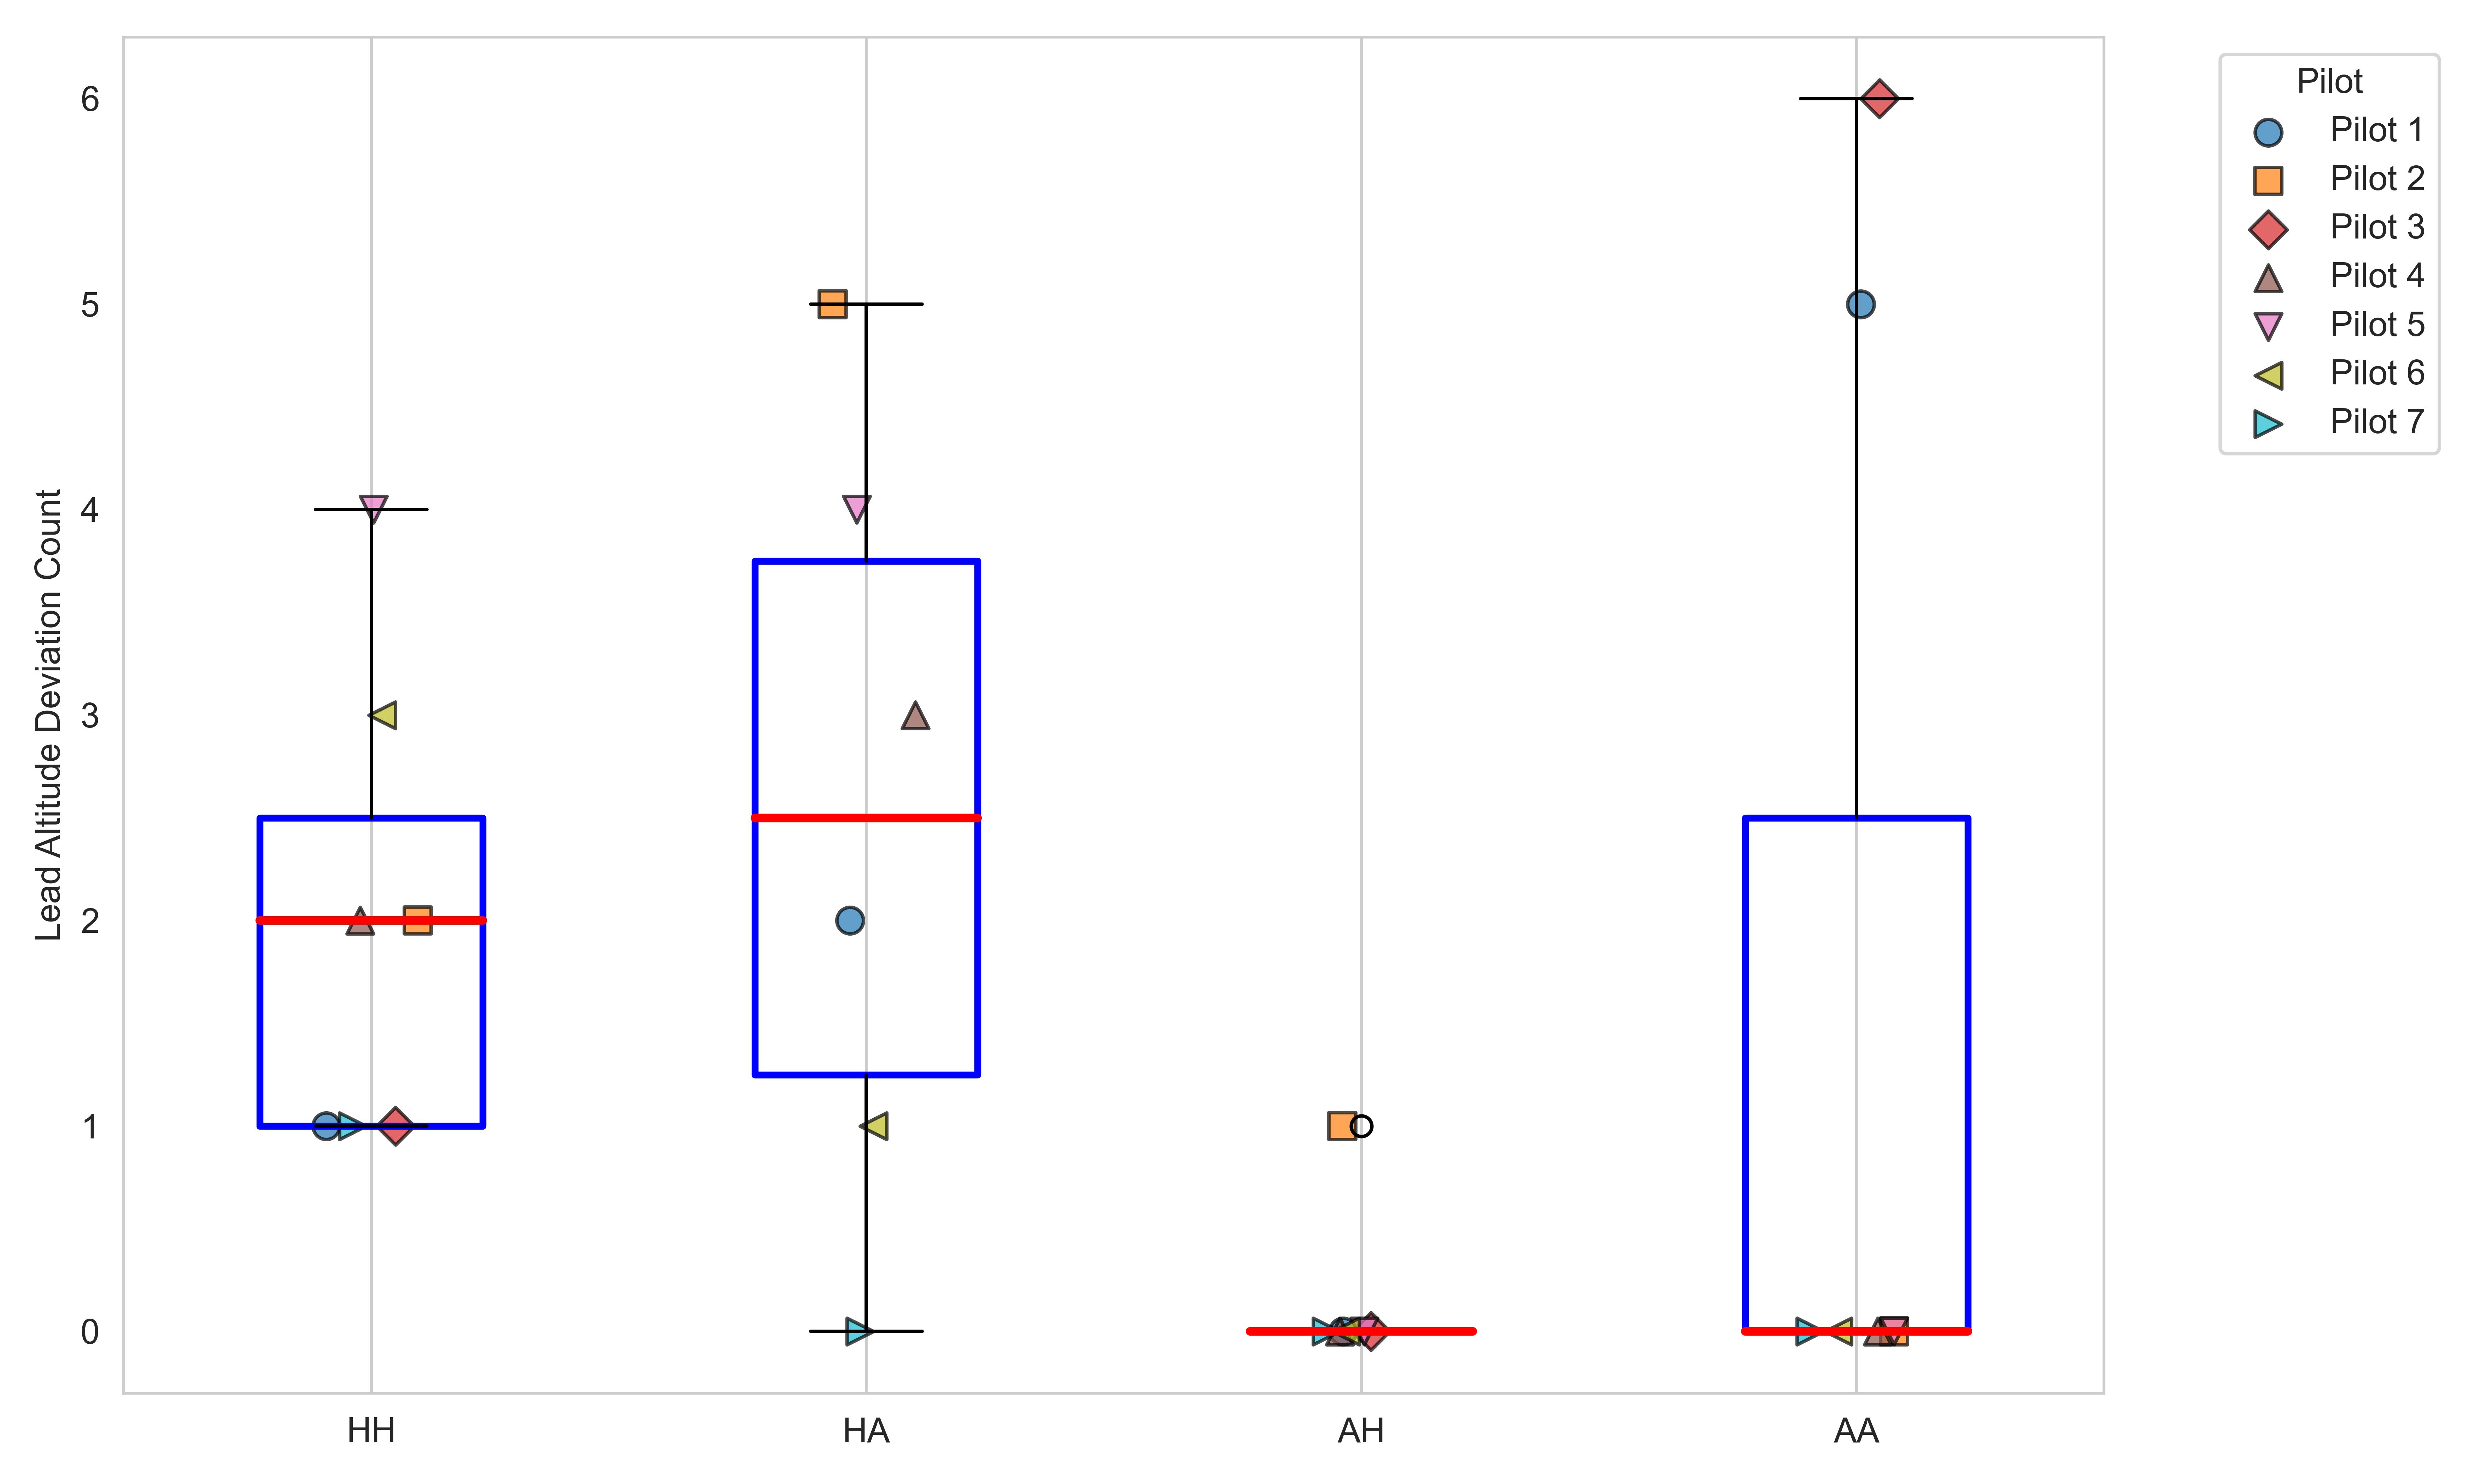 Lead Altitude Deviation Count
6
5
4
3
2
1
0
HH
HA
AH
AA
Pilot
Pilot 1
Pilot 2
Pilot 3
Pilot 4
Pilot 5
Pilot 6
Pilot 7